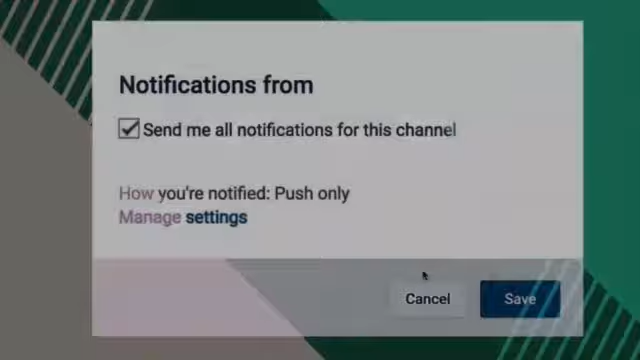 Notifications from
Send me all notifications for this channel
How you're notified: Push only
Manage settings
Cancel
Save